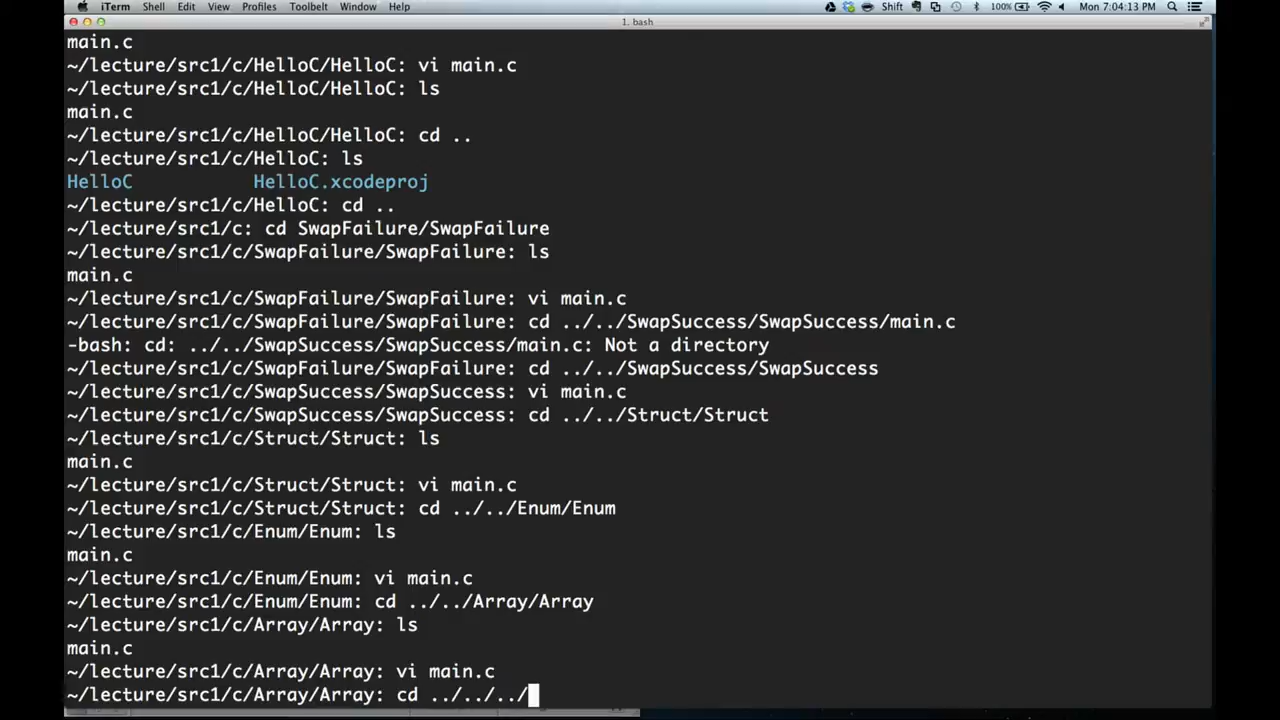 iTerm Shell Edit View Profiles Toolbelt Window Help Shift 100% Mon 7:04:13 PM
1. bash
main.c
~/lecture/src1/c/HelloC/HelloC: vi main.c
~/lecture/src1/c/HelloC/HelloC: ls
main.c
~/lecture/src1/c/HelloC/HelloC: cd ..
~/lecture/src1/c/HelloC: ls
HelloC HelloC.xcodeproj
~/lecture/src1/c/HelloC: cd ..
~/lecture/src1/c: cd SwapFailure/SwapFailure
~/lecture/src1/c/SwapFailure/SwapFailure: ls
main.c
~/lecture/src1/c/SwapFailure/SwapFailure: vi main.c
~/lecture/src1/c/SwapFailure/SwapFailure: cd ../../SwapSuccess/SwapSuccess/main.c
-bash: cd: ../../SwapSuccess/SwapSuccess/main.c: Not a directory
~/lecture/src1/c/SwapFailure/SwapFailure: cd ../../SwapSuccess/SwapSuccess
~/lecture/src1/c/SwapSuccess/SwapSuccess: vi main.c
~/lecture/src1/c/SwapSuccess/SwapSuccess: cd ../../Struct/Struct
~/lecture/src1/c/Struct/Struct: ls
main.c
~/lecture/src1/c/Struct/Struct: vi main.c
~/lecture/src1/c/Struct/Struct: cd ../../Enum/Enum
~/lecture/src1/c/Enum/Enum: ls
main.c
~/lecture/src1/c/Enum/Enum: vi main.c
~/lecture/src1/c/Enum/Enum: cd ../../Array/Array
~/lecture/src1/c/Array/Array: ls
main.c
~/lecture/src1/c/Array/Array: vi main.c
~/lecture/src1/c/Array/Array: cd ../../../